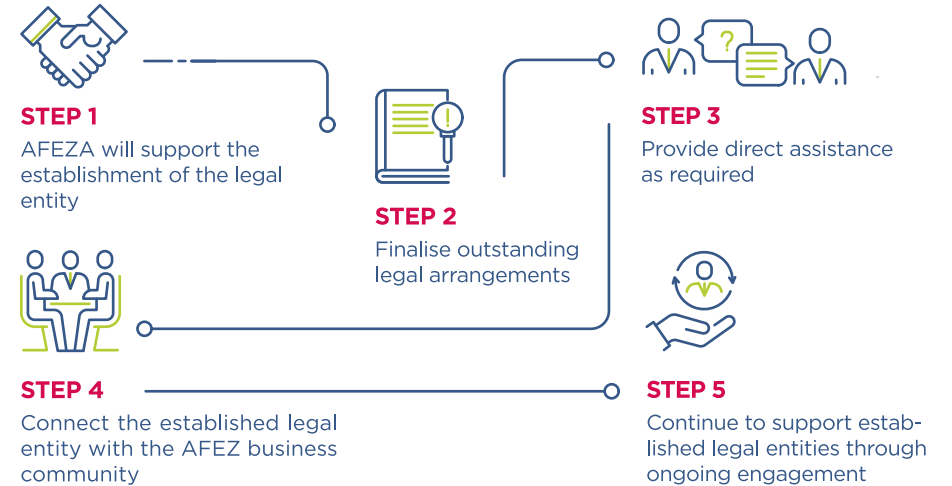 STEP 1
AFEZA will support the
establishment of the legal
entity
STEP 2
Finalise outstanding
legal arrangements
STEP 3
Provide direct assistance
as required
STEP 4
Connect the established legal
entity with the AFEZ business
community
STEP 5
Continue to support estab-
lished legal entities through
ongoing engagement